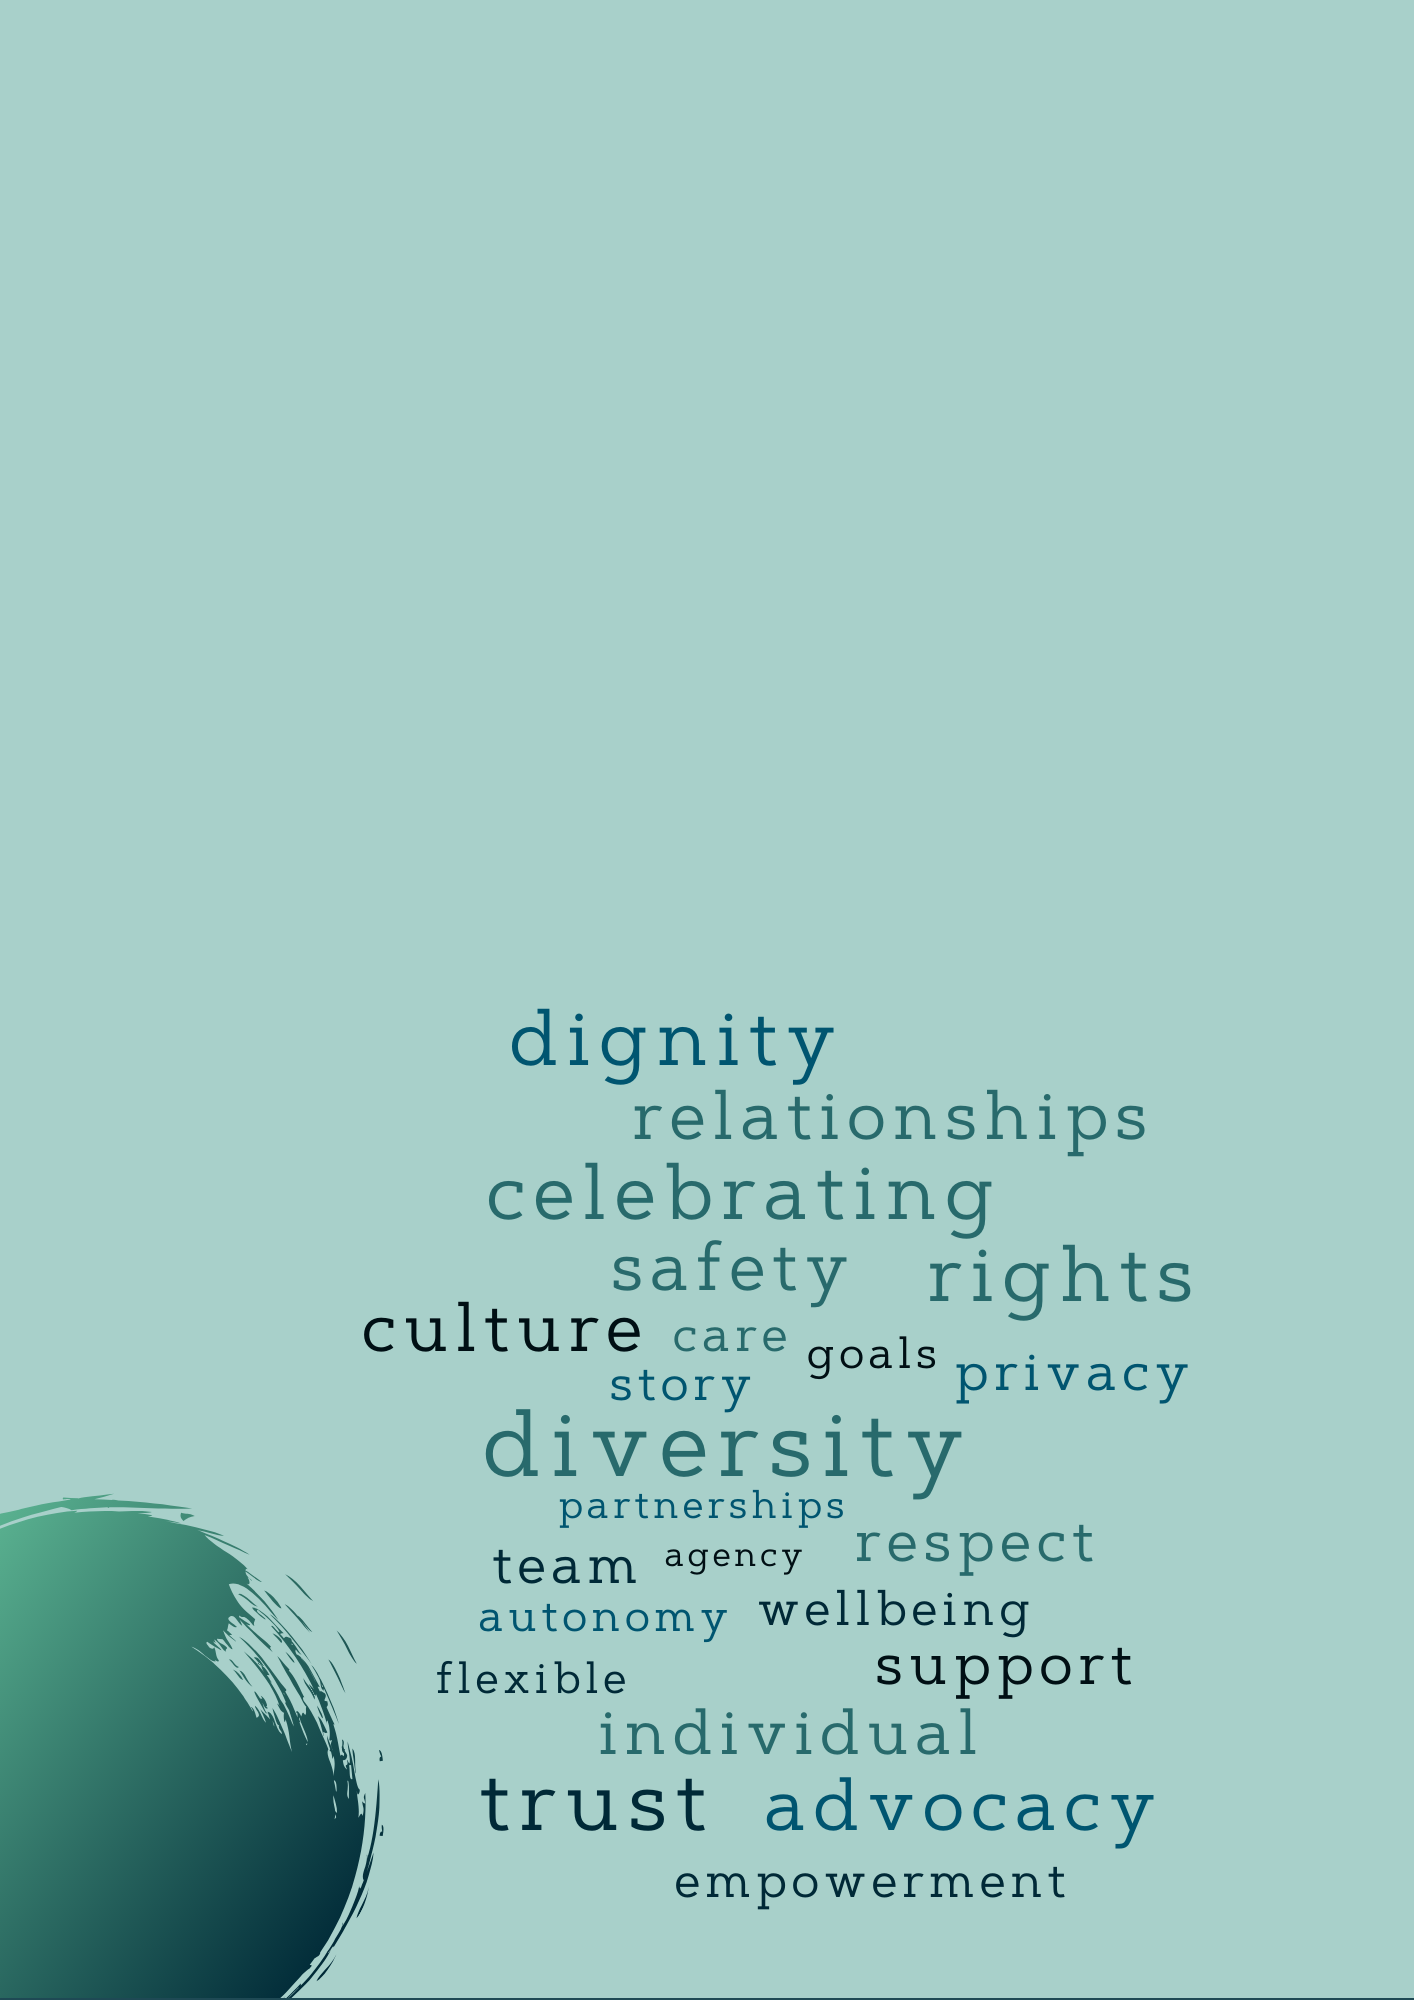 dignity
relationships
celebrating
safety rights
culture care goals privacy
story
diversity
partnerships
respect
team agency
autonomy wellbeing
flexible support
individual
trust advocacy
empowerment